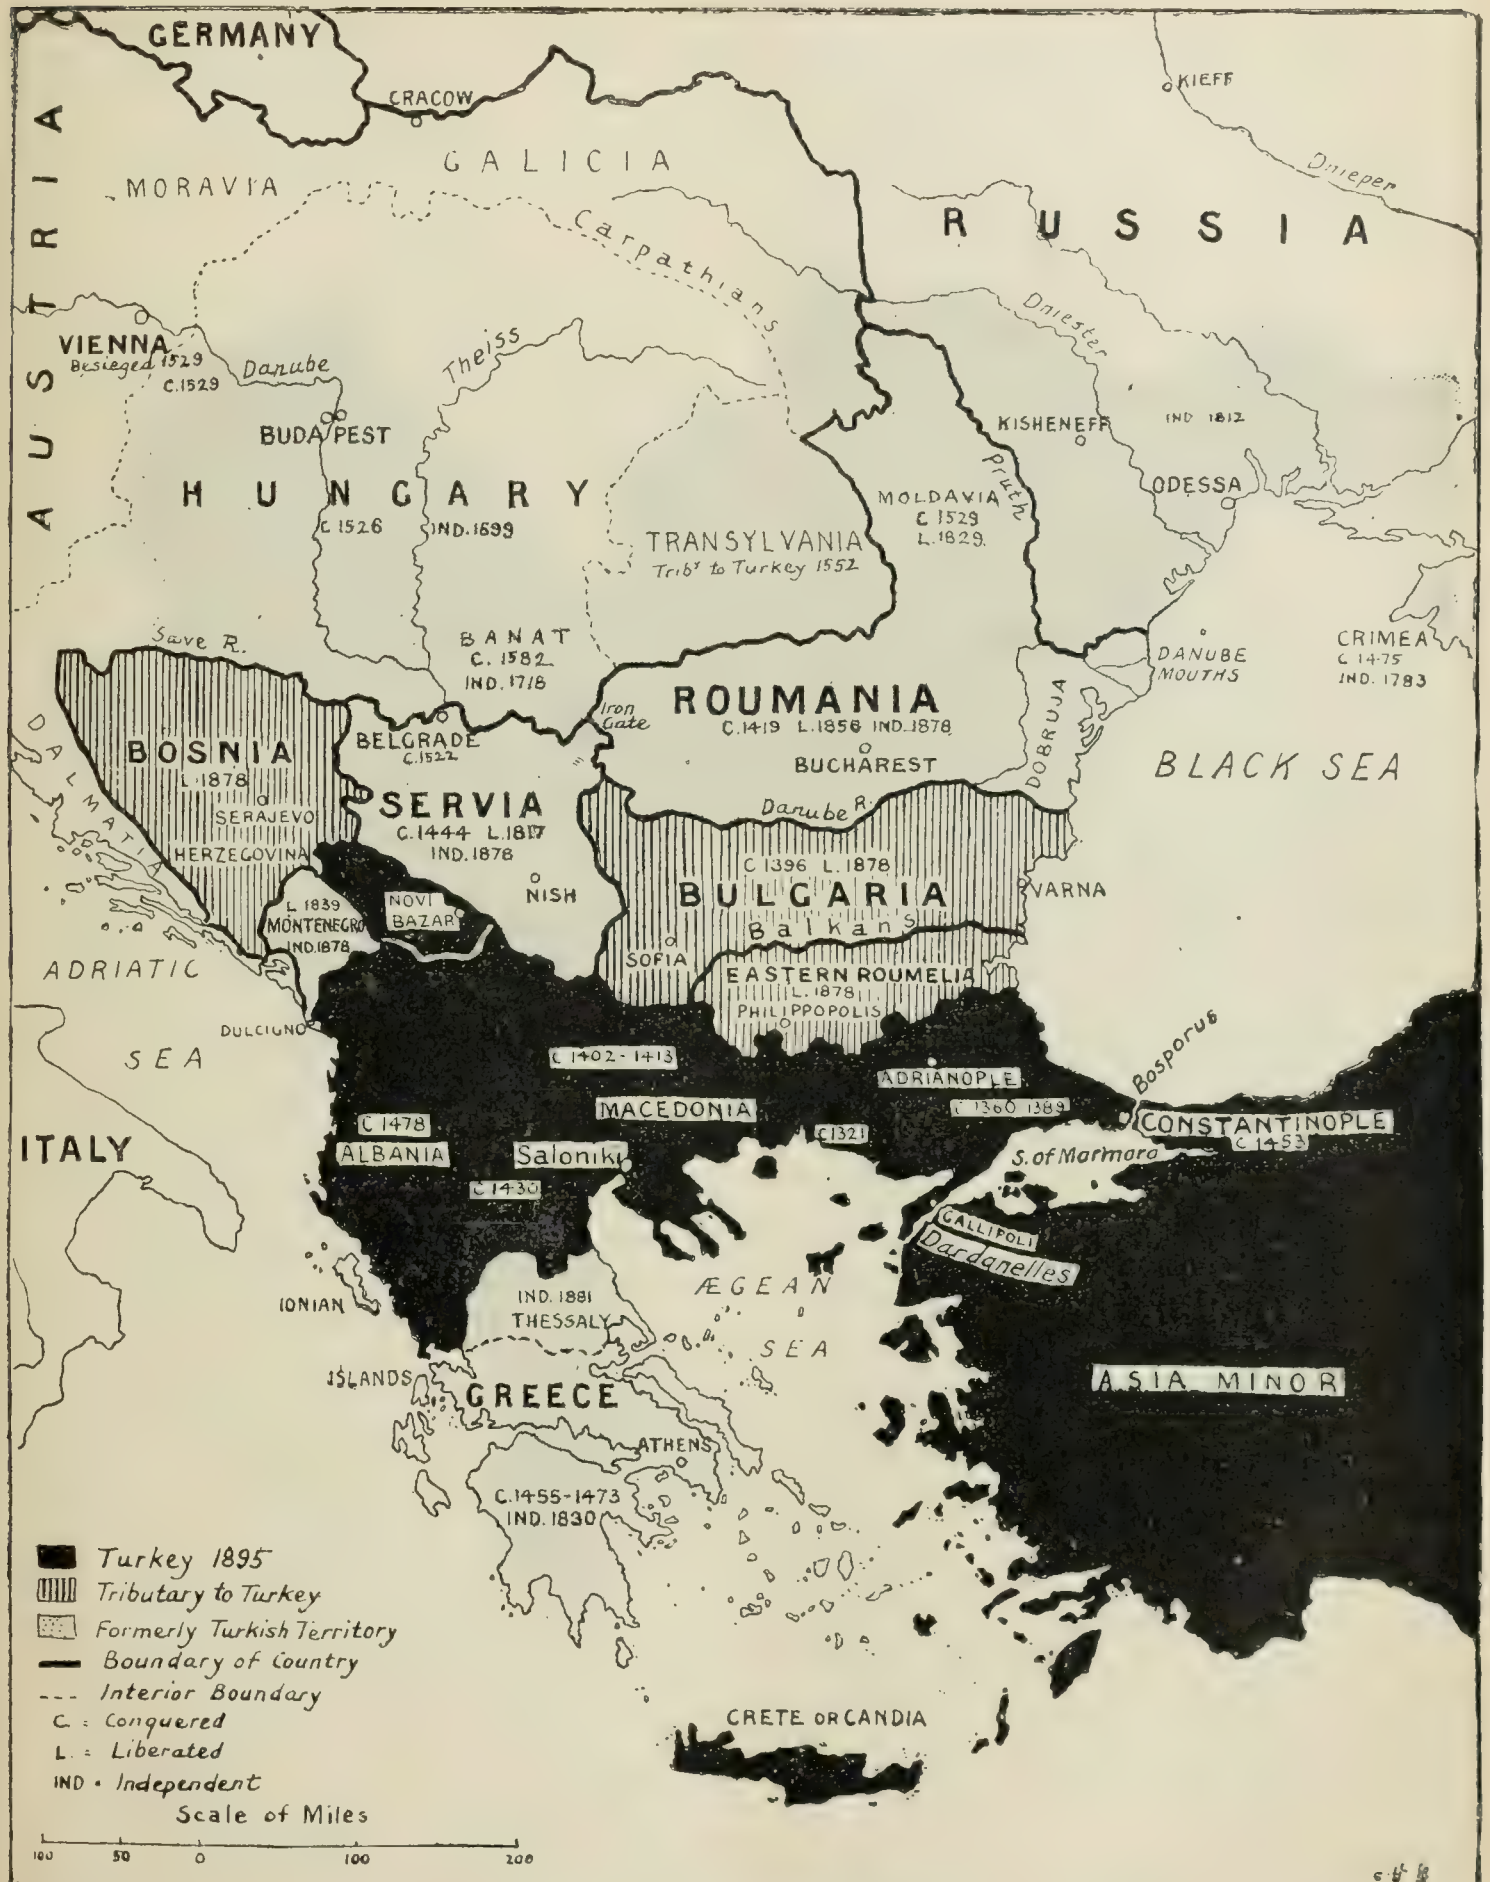 GERMANY
CRACOW
KIEFF
GALICIA
MORAVIA
AUSTRIA
Dnieper
RUSSIA
Carpathians
Dniester
VIENNA
Besieged 1529
C.1529
Danube
Theiss
BUDAPEST
KISHENEFF
IND 1812
Pruth
ODESSA
HUNGARY
C 1526
IND.1699
MOLDAVIA
C 1529
L.1829.
TRANSYLVANIA
Tribʸ to Turkey 1552
Save R.
BANAT
C. 1582
IND. 1718
CRIMEA
C 1475
IND. 1783
DANUBE
MOUTHS
ROUMANIA
C.1419 L.1856 IND.1878
Iron
Gate
DOBRUJA
BUCHAREST
BLACK SEA
DALMATIA
BOSNIA
L.1878
SERAJEVO
HERZEGOVINA
BELGRADE
C.1522
SERVIA
C.1444 L.1817
IND. 1878
NISH
Danube R.
C 1396 L. 1878
BULGARIA
VARNA
Balkans
SOFIA
EASTERN ROUMELIA
L. 1878
PHILIPPOPOLIS
L 1839
MONTENEGRO
IND.1878
NOVI
BAZAR
ADRIATIC
SEA
DULCIGNO
Bosporus
C 1402-1413
ADRIANOPLE
MACEDONIA
C 1360 1389
CONSTANTINOPLE
C 1453
C 1478
ALBANIA
C1321
ITALY
Saloniki
C 1430
S. of Marmora
GALLIPOLI
Dardanelles
ÆGEAN
SEA
IONIAN
ISLANDS
IND. 1881
THESSALY
GREECE
ASIA MINOR
ATHENS
C.1455-1473
IND. 1830
CRETE OR CANDIA
Turkey 1895
Tributary to Turkey
Formerly Turkish Territory
Boundary of Country
Interior Boundary
C. = Conquered
L. = Liberated
IND • Independent
Scale of Miles
100 50 0 100 200